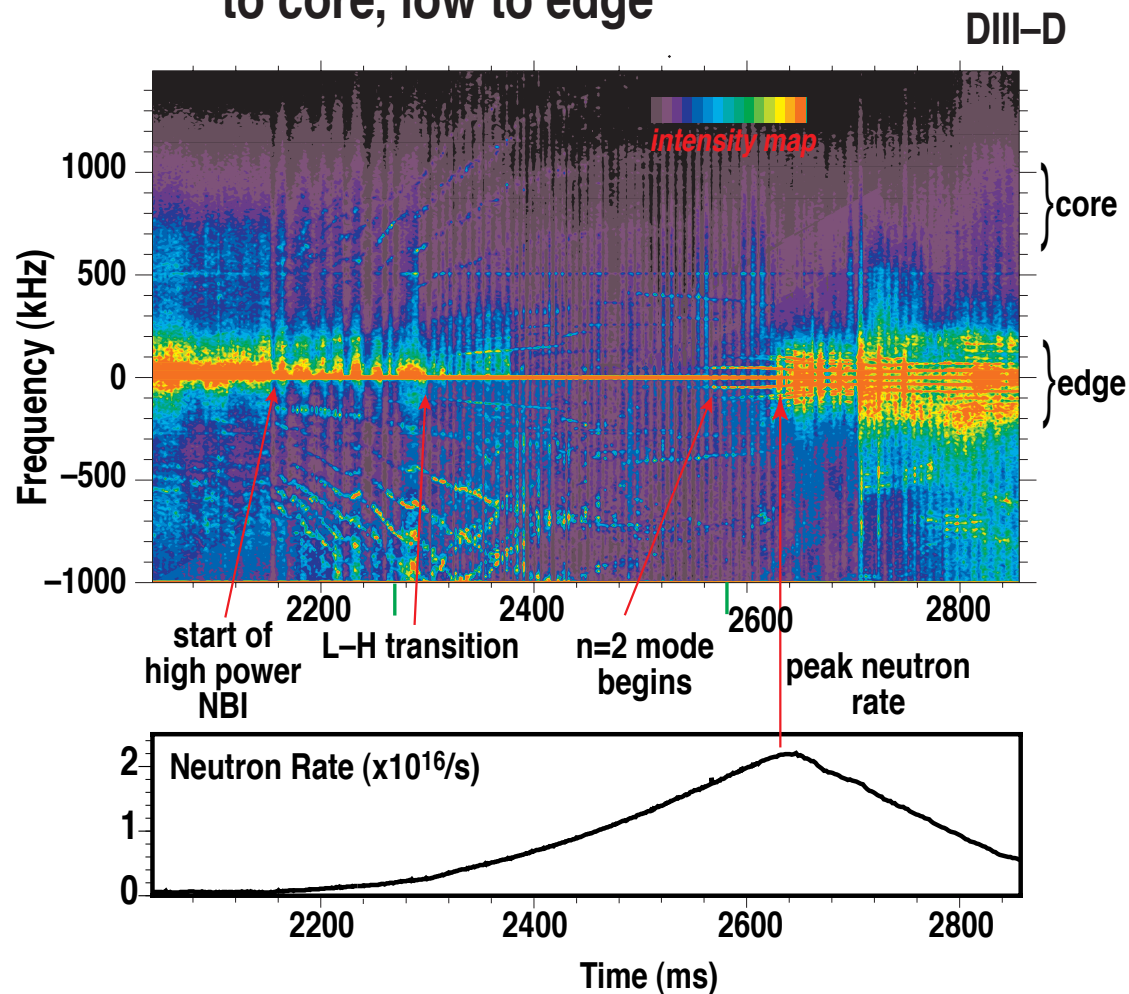 to core, low to edge
DIII–D
intensity map
1000
500
0
–500
–1000
Frequency (kHz)
core
edge
2200
2400
2600
2800
start of
high power
NBI
L–H transition
n=2 mode
begins
peak neutron
rate
Neutron Rate (x10¹⁶/s)
2
1
0
2200
2400
2600
2800
Time (ms)